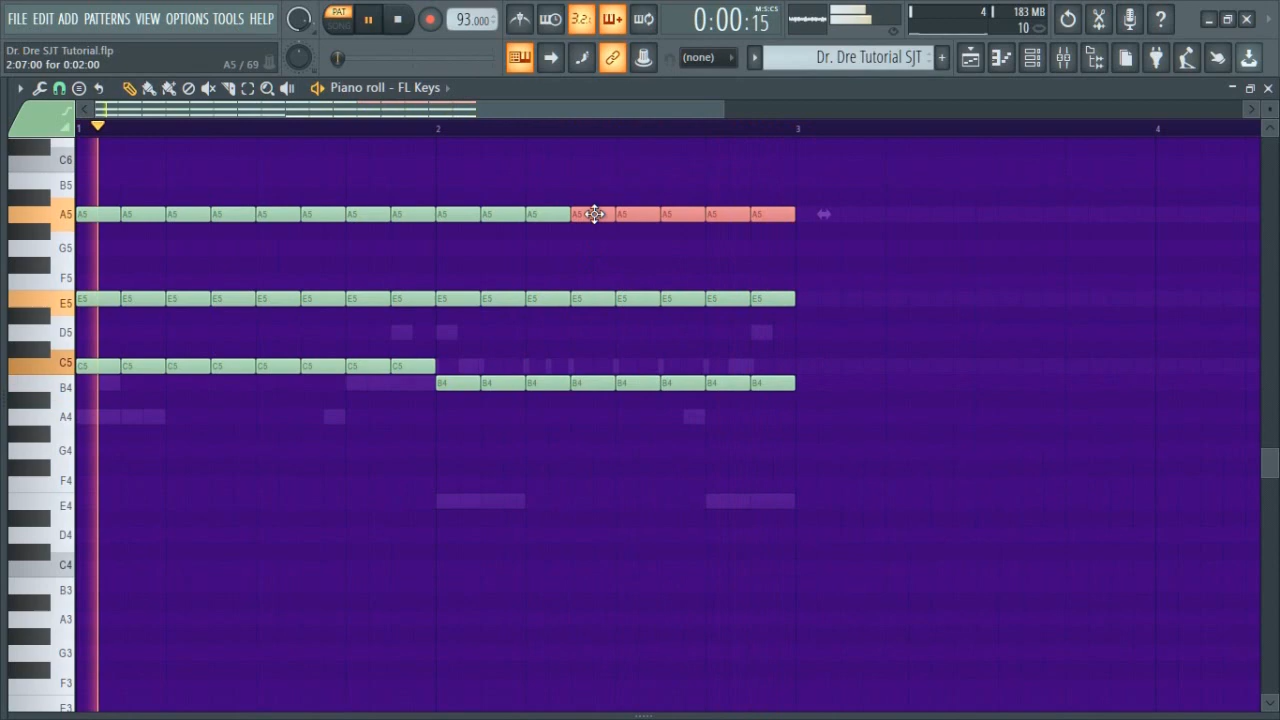 FILE EDIT ADD PATTERNS VIEW OPTIONS TOOLS HELP
PAT
SONG
93.000
3.2
0:00:15
M:S:CS
4
183 MB
10
Dr. Dre SJT Tutorial.flp
2:07:00 for 0:02:00
A5 / 69
(none)
Dr. Dre Tutorial SJT
Piano roll - FL Keys
1
2
3
4
C6
B5
A5 A5 A5 A5 A5 A5 A5 A5 A5 A5 A5 A5 A5 A5 A5 A5 A5
G5
F5
E5 E5 E5 E5 E5 E5 E5 E5 E5 E5 E5 E5 E5 E5 E5 E5 E5
D5
C5 C5 C5 C5 C5 C5 C5 C5 C5
B4 B4 B4 B4 B4 B4 B4 B4 B4
A4
G4
F4
E4
D4
C4
B3
A3
G3
F3
E3